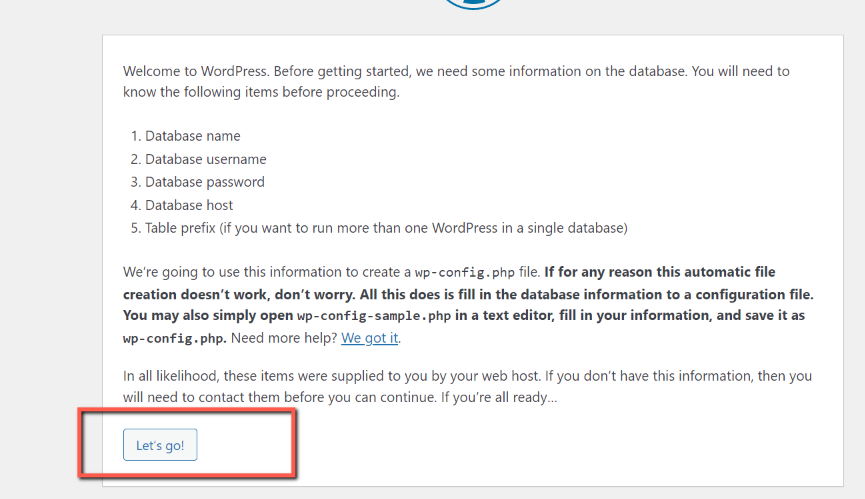 Welcome to WordPress. Before getting started, we need some information on the database. You will need to
know the following items before proceeding.
1. Database name
2. Database username
3. Database password
4. Database host
5. Table prefix (if you want to run more than one WordPress in a single database)
We’re going to use this information to create a wp-config.php file. If for any reason this automatic file
creation doesn’t work, don’t worry. All this does is fill in the database information to a configuration file.
You may also simply open wp-config-sample.php in a text editor, fill in your information, and save it as
wp-config.php. Need more help? We got it.
In all likelihood, these items were supplied to you by your web host. If you don’t have this information, then you
will need to contact them before you can continue. If you’re all ready…
Let’s go!